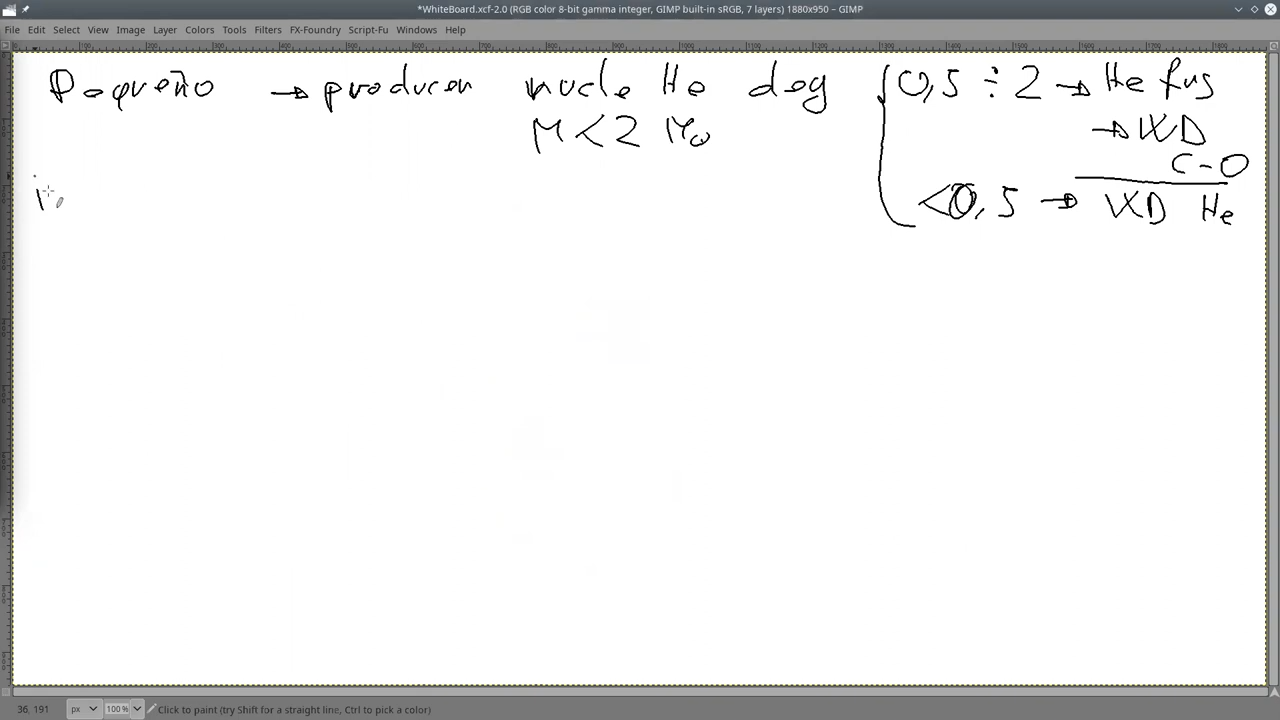 *WhiteBoard.xcf-2.0 (RGB color 8-bit gamma integer, GIMP built-in sRGB, 7 layers) 1880x950 – GIMP
File Edit Select View Image Layer Colors Tools Filters FX-Foundry Script-Fu Windows Help
Pequeño → producen nucle He deg { 0,5 ÷ 2 → He fus
M < 2 M⊙ → WD
C-O
<0,5 → WD He
36, 191 px 100% Click to paint (try Shift for a straight line, Ctrl to pick a color)